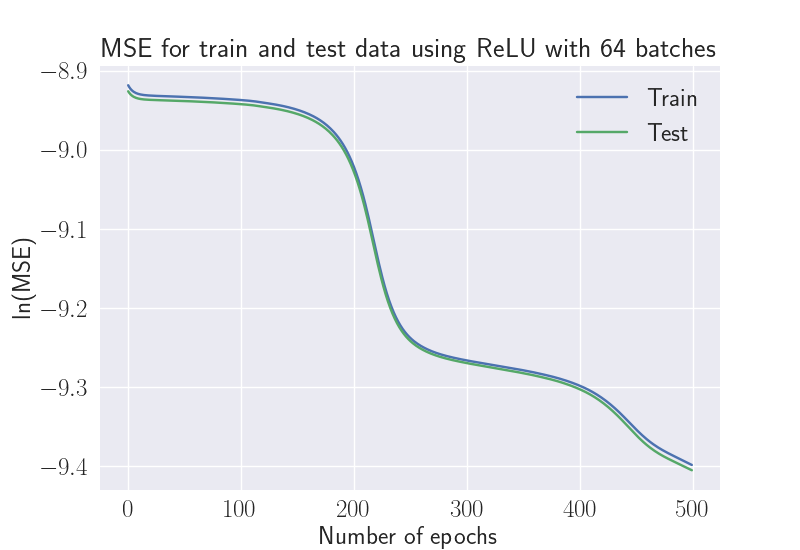 MSE for train and test data using ReLU with 64 batches
−8.9
−9.0
−9.1
−9.2
−9.3
−9.4
ln(MSE)
Train
Test
0
100
200
300
400
500
Number of epochs